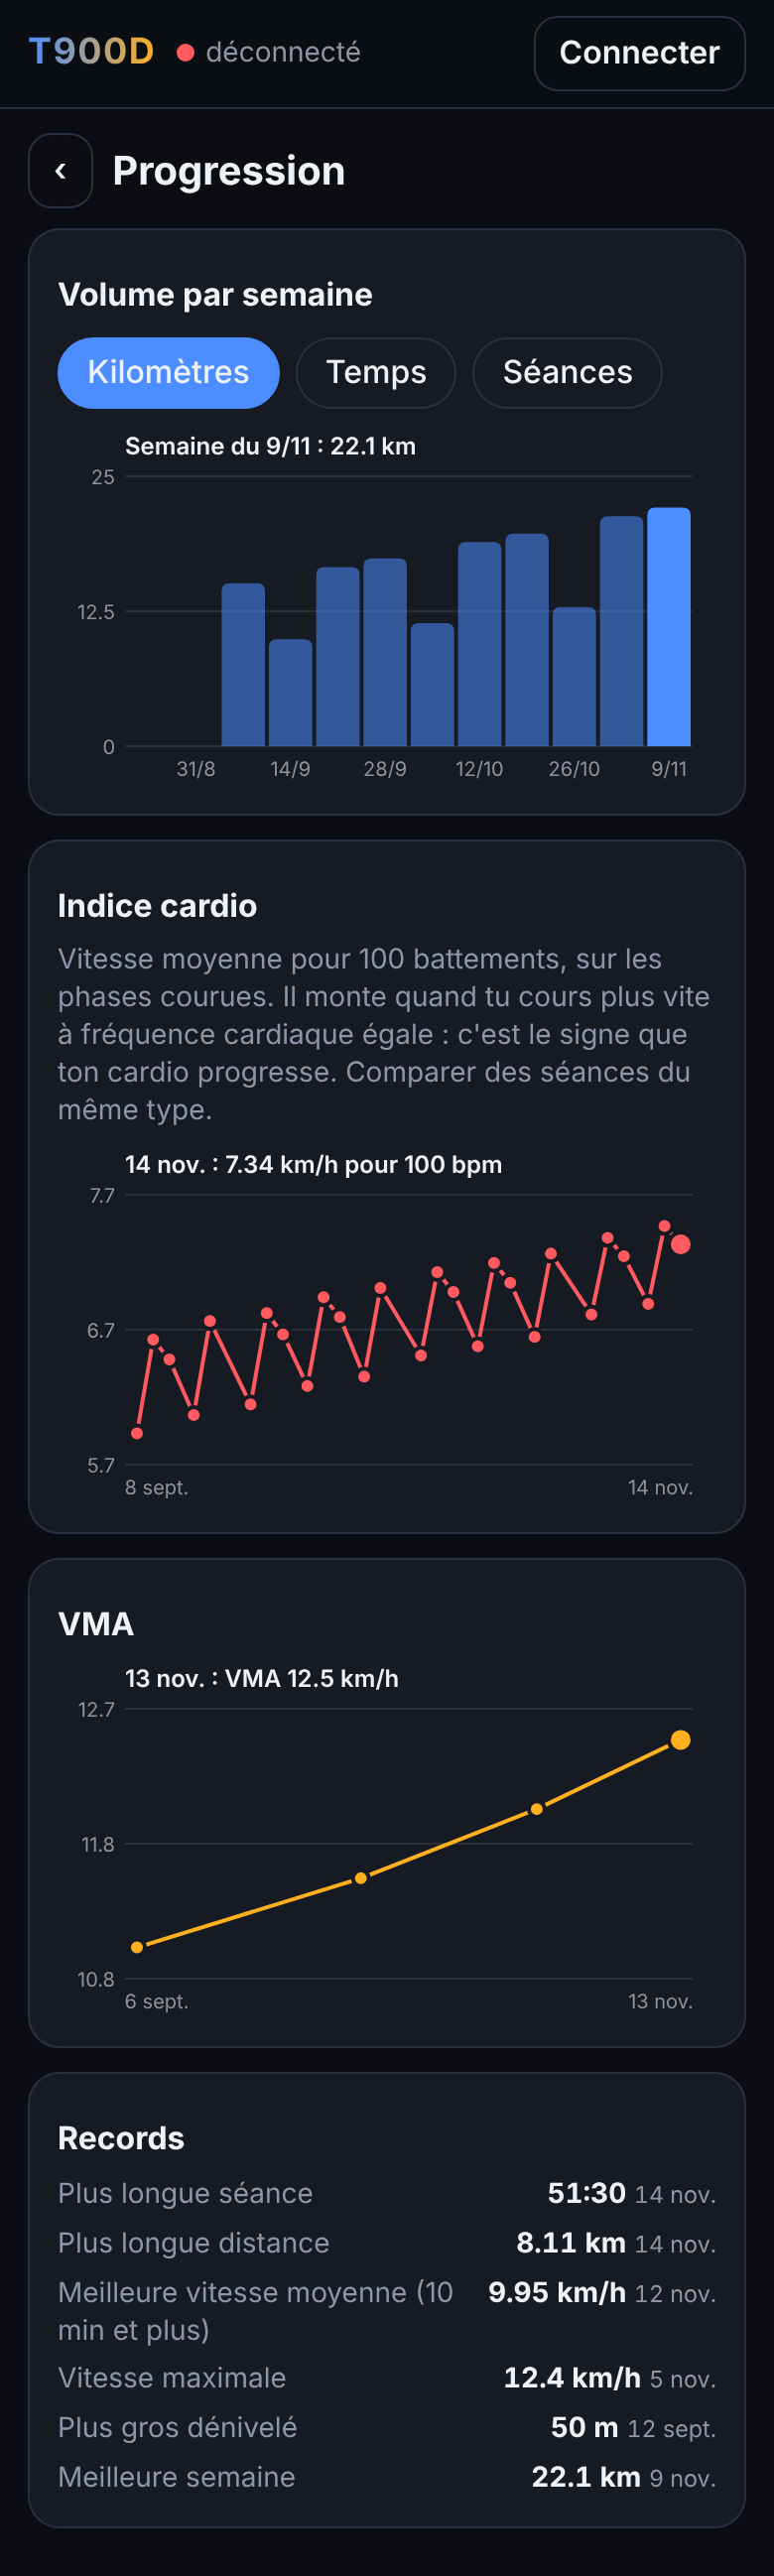 T900D déconnecté Connecter
‹ Progression
Volume par semaine
Kilomètres Temps Séances
Semaine du 9/11 : 22.1 km
25
12.5
0
31/8 14/9 28/9 12/10 26/10 9/11
Indice cardio
Vitesse moyenne pour 100 battements, sur les
phases courues. Il monte quand tu cours plus vite
à fréquence cardiaque égale : c'est le signe que
ton cardio progresse. Comparer des séances du
même type.
14 nov. : 7.34 km/h pour 100 bpm
7.7
6.7
5.7
8 sept. 14 nov.
VMA
13 nov. : VMA 12.5 km/h
12.7
11.8
10.8
6 sept. 13 nov.
Records
Plus longue séance 51:30 14 nov.
Plus longue distance 8.11 km 14 nov.
Meilleure vitesse moyenne (10 9.95 km/h 12 nov.
min et plus)
Vitesse maximale 12.4 km/h 5 nov.
Plus gros dénivelé 50 m 12 sept.
Meilleure semaine 22.1 km 9 nov.